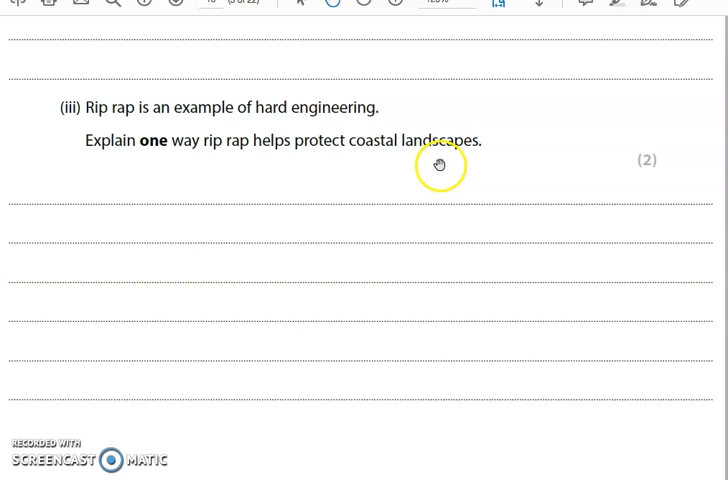 (iii) Rip rap is an example of hard engineering.
Explain one way rip rap helps protect coastal landscapes.
(2)
RECORDED WITH
SCREENCAST MATIC